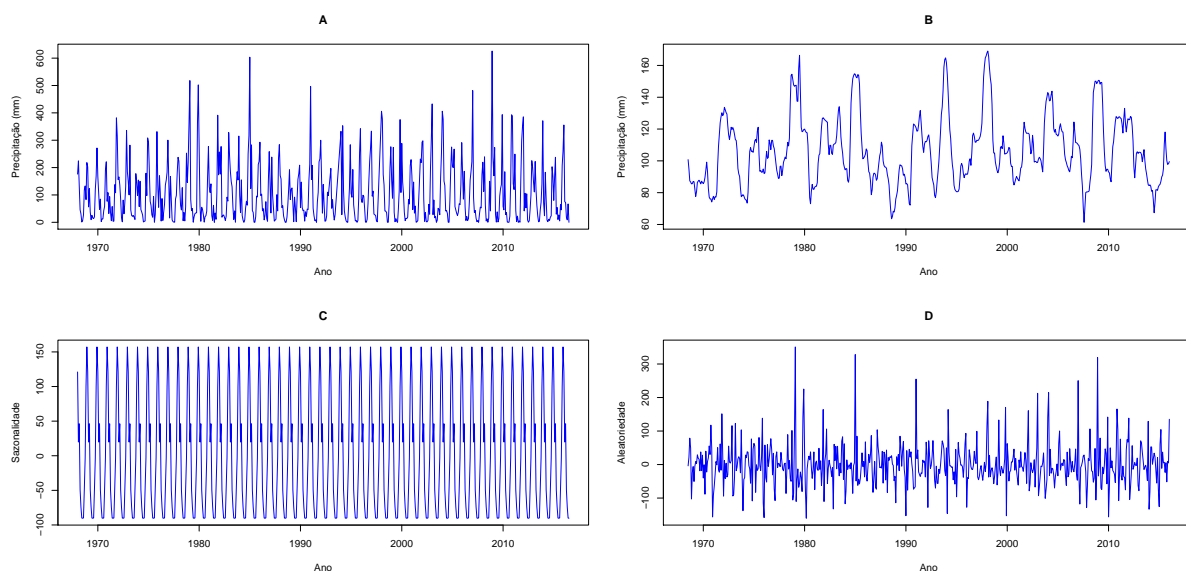 A
Precipitação (mm)
0 100 200 300 400 500 600
1970 1980 1990 2000 2010
Ano
B
Precipitação (mm)
60 80 100 120 140 160
1970 1980 1990 2000 2010
Ano
C
Sazonalidade
−100 −50 0 50 100 150
1970 1980 1990 2000 2010
Ano
D
Aleatoriedade
−100 0 100 200 300
1970 1980 1990 2000 2010
Ano